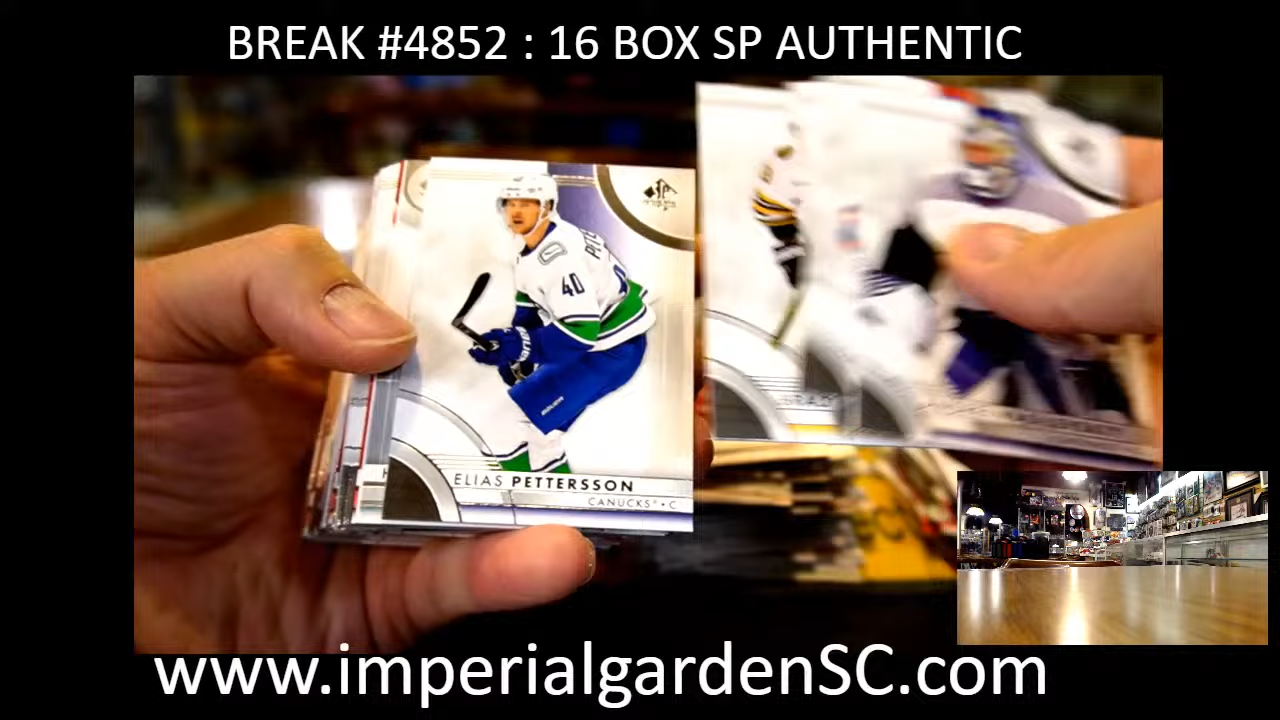 BREAK #4852 : 16 BOX SP AUTHENTIC
40
ELIAS PETTERSSON
CANUCKS • C
www.imperialgardenSC.com